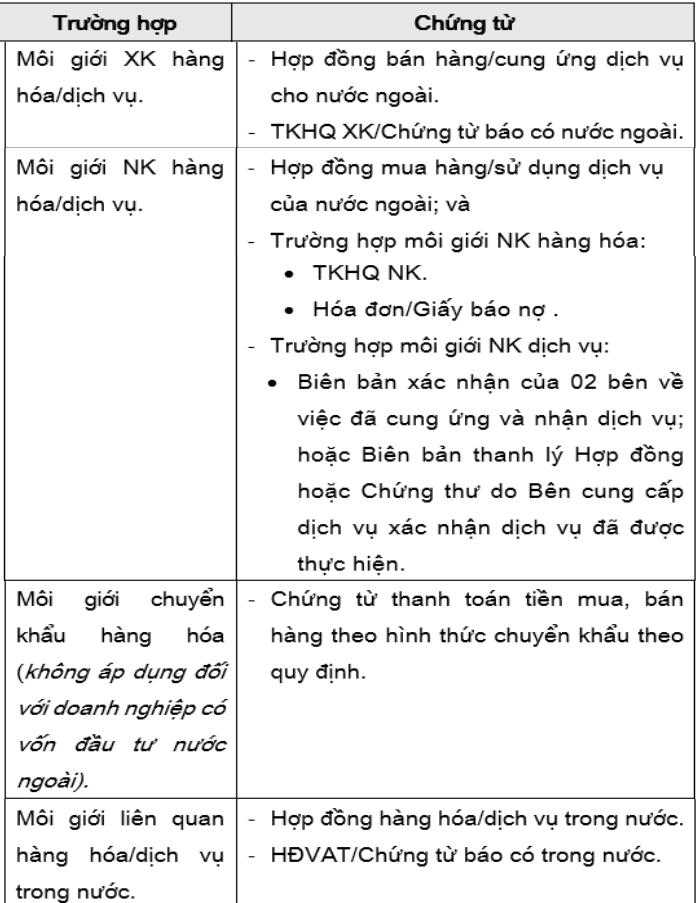 Trường hợp
Chứng từ
Môi giới XK hàng
hóa/dịch vụ.
- Hợp đồng bán hàng/cung ứng dịch vụ
cho nước ngoài.
- TKHQ XK/Chứng từ báo có nước ngoài.
Môi giới NK hàng
hóa/dịch vụ.
- Hợp đồng mua hàng/sử dụng dịch vụ
của nước ngoài; và
- Trường hợp môi giới NK hàng hóa:
• TKHQ NK.
• Hóa đơn/Giấy báo nợ .
- Trường hợp môi giới NK dịch vụ:
• Biên bản xác nhận của 02 bên về
việc đã cung ứng và nhận dịch vụ;
hoặc Biên bản thanh lý Hợp đồng
hoặc Chứng thư do Bên cung cấp
dịch vụ xác nhận dịch vụ đã được
thực hiện.
Môi giới chuyển
khẩu hàng hóa
(không áp dụng đối
với doanh nghiệp có
vốn đầu tư nước
ngoài).
- Chứng từ thanh toán tiền mua, bán
hàng theo hình thức chuyển khẩu theo
quy định.
Môi giới liên quan
hàng hóa/dịch vụ
trong nước.
- Hợp đồng hàng hóa/dịch vụ trong nước.
- HĐVAT/Chứng từ báo có trong nước.